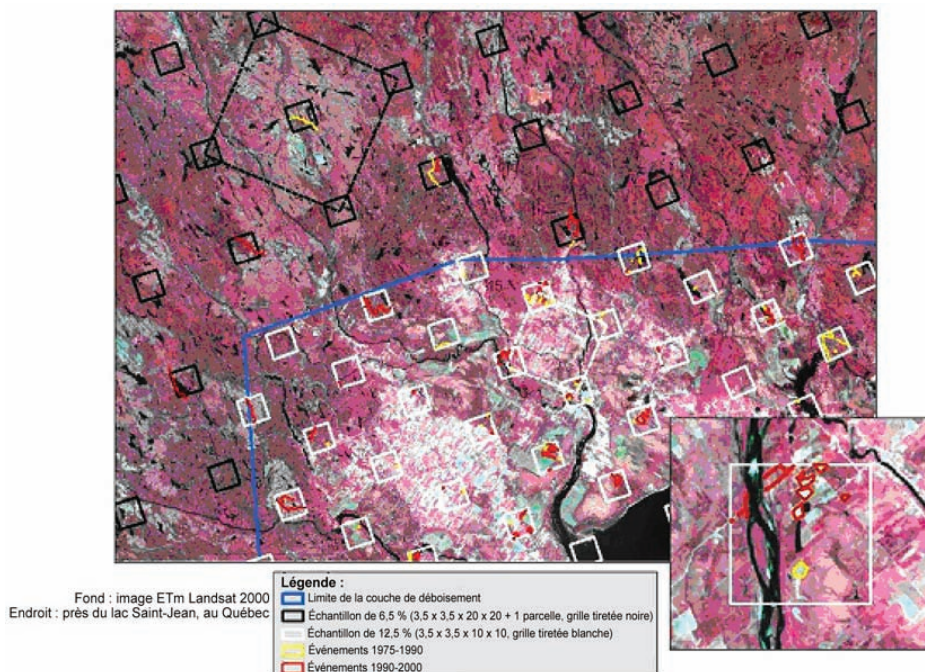 Fond : image ETm Landsat 2000
Endroit : près du lac Saint-Jean, au Québec
Légende :
Limite de la couche de déboisement
Échantillon de 6,5 % (3,5 x 3,5 x 20 x 20 + 1 parcelle, grille tiretée noire)
Échantillon de 12,5 % (3,5 x 3,5 x 10 x 10, grille tiretée blanche)
Événements 1975-1990
Événements 1990-2000